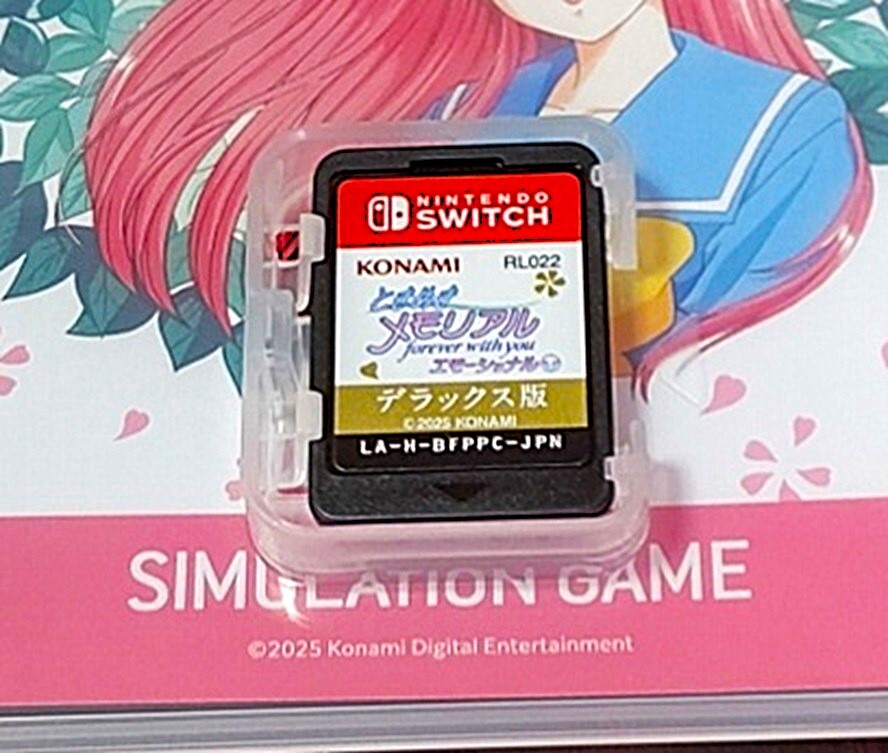 NINTENDO
SWITCH
KONAMI RL022
ときめき
メモリアル
forever with you
エモーショナル
デラックス版
©2025 KONAMI
LA-H-BFPPC-JPN
SIMULATION GAME
©2025 Konami Digital Entertainment